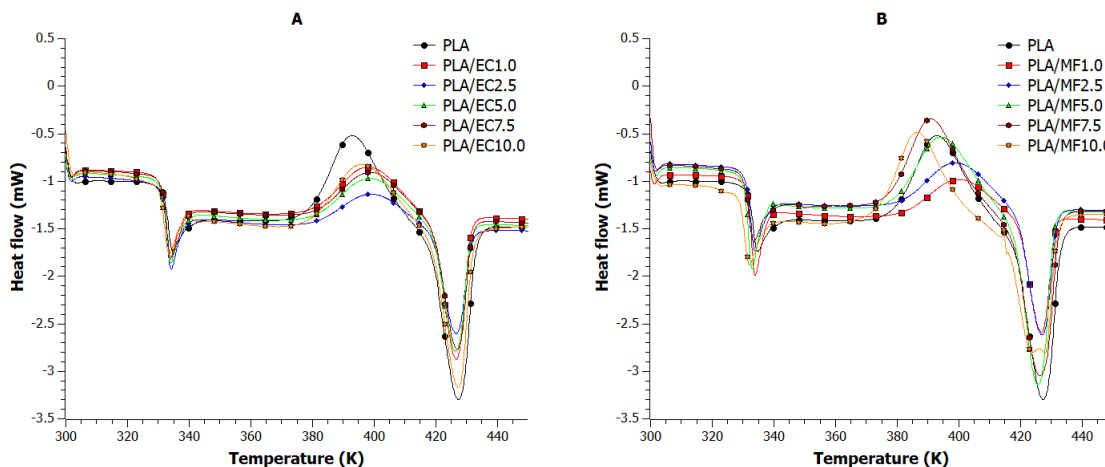 A
0.5
0
-0.5
-1
-1.5
-2
-2.5
-3
-3.5
Heat flow (mW)
300 320 340 360 380 400 420 440
Temperature (K)
PLA
PLA/EC1.0
PLA/EC2.5
PLA/EC5.0
PLA/EC7.5
PLA/EC10.0
B
0.5
0
-0.5
-1
-1.5
-2
-2.5
-3
-3.5
Heat flow (mW)
300 320 340 360 380 400 420 440
Temperature (K)
PLA
PLA/MF1.0
PLA/MF2.5
PLA/MF5.0
PLA/MF7.5
PLA/MF10.0